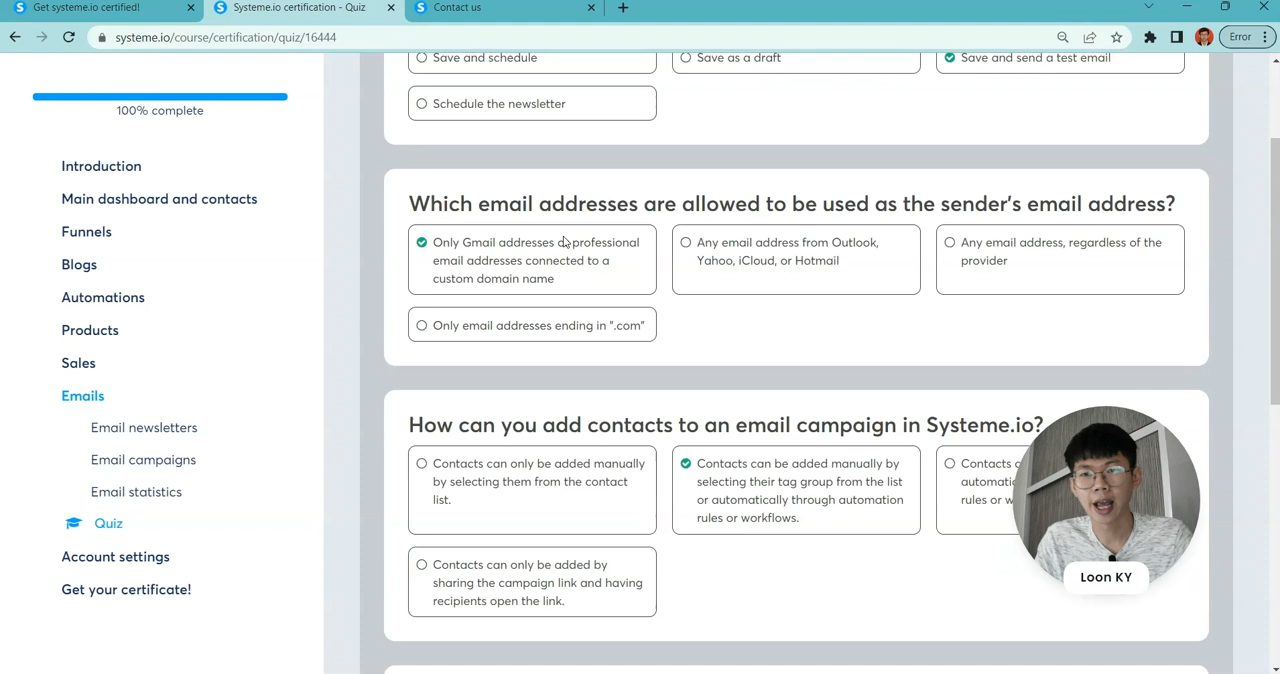 Get systeme.io certified!
Systeme.io certification - Quiz
Contact us
systeme.io/course/certification/quiz/16444
Error
100% complete
Introduction
Main dashboard and contacts
Funnels
Blogs
Automations
Products
Sales
Emails
Email newsletters
Email campaigns
Email statistics
Quiz
Account settings
Get your certificate!
Save and schedule
Save as a draft
Save and send a test email
Schedule the newsletter
Which email addresses are allowed to be used as the sender's email address?
Only Gmail addresses professional
email addresses connected to a
custom domain name
Any email address from Outlook,
Yahoo, iCloud, or Hotmail
Any email address, regardless of the
provider
Only email addresses ending in ".com"
How can you add contacts to an email campaign in Systeme.io?
Contacts can only be added manually
by selecting them from the contact
list.
Contacts can be added manually by
selecting their tag group from the list
or automatically through automation
rules or workflows.
Contacts
rules or
Contacts can only be added by
sharing the campaign link and having
recipients open the link.
Loon KY